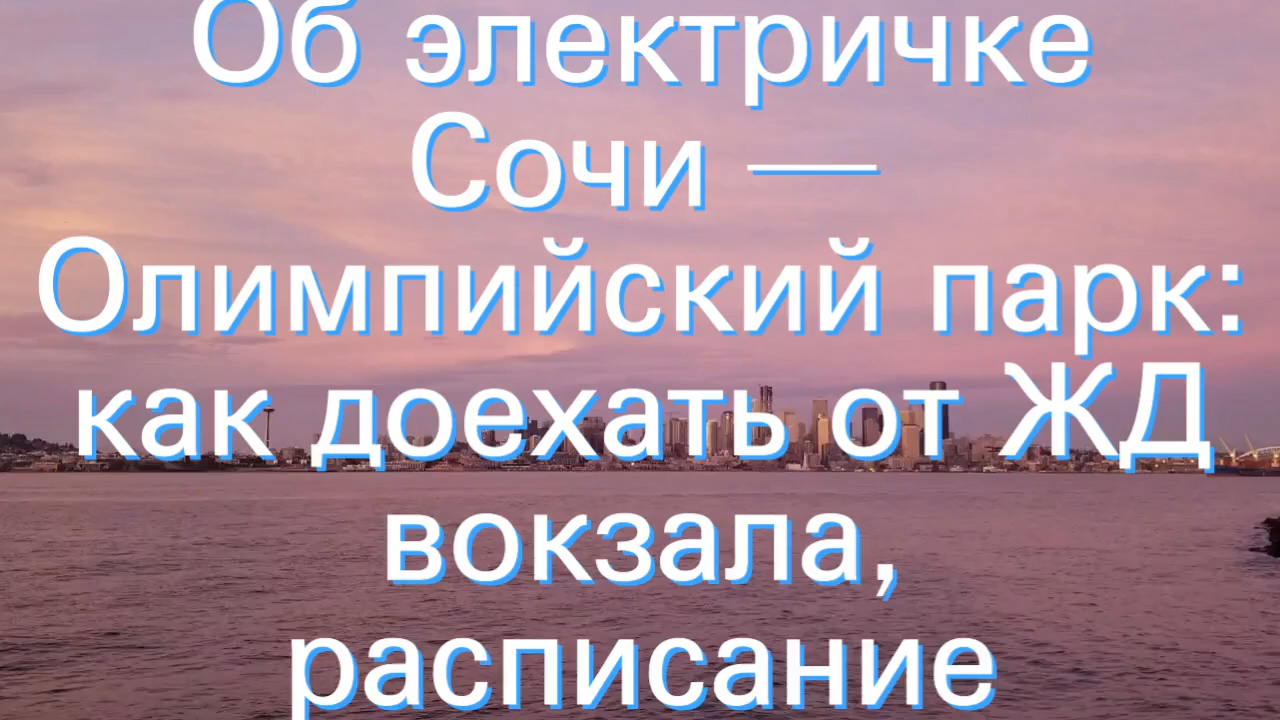 Об электричке
Сочи —
Олимпийский парк:
как доехать от ЖД
вокзала,
расписание